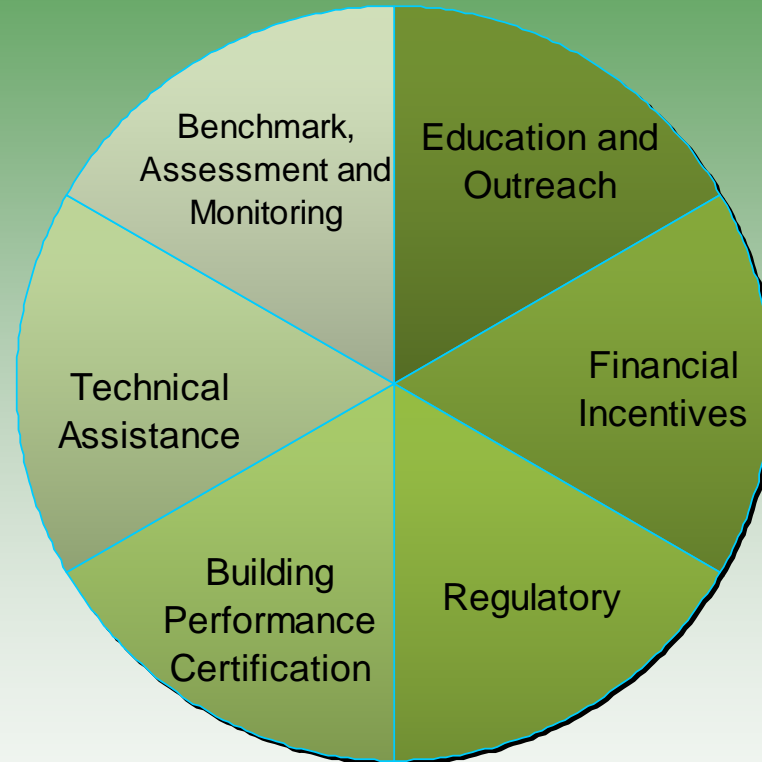 Benchmark,
Assessment and
Monitoring
Education and
Outreach
Technical
Assistance
Financial
Incentives
Building
Performance
Certification
Regulatory